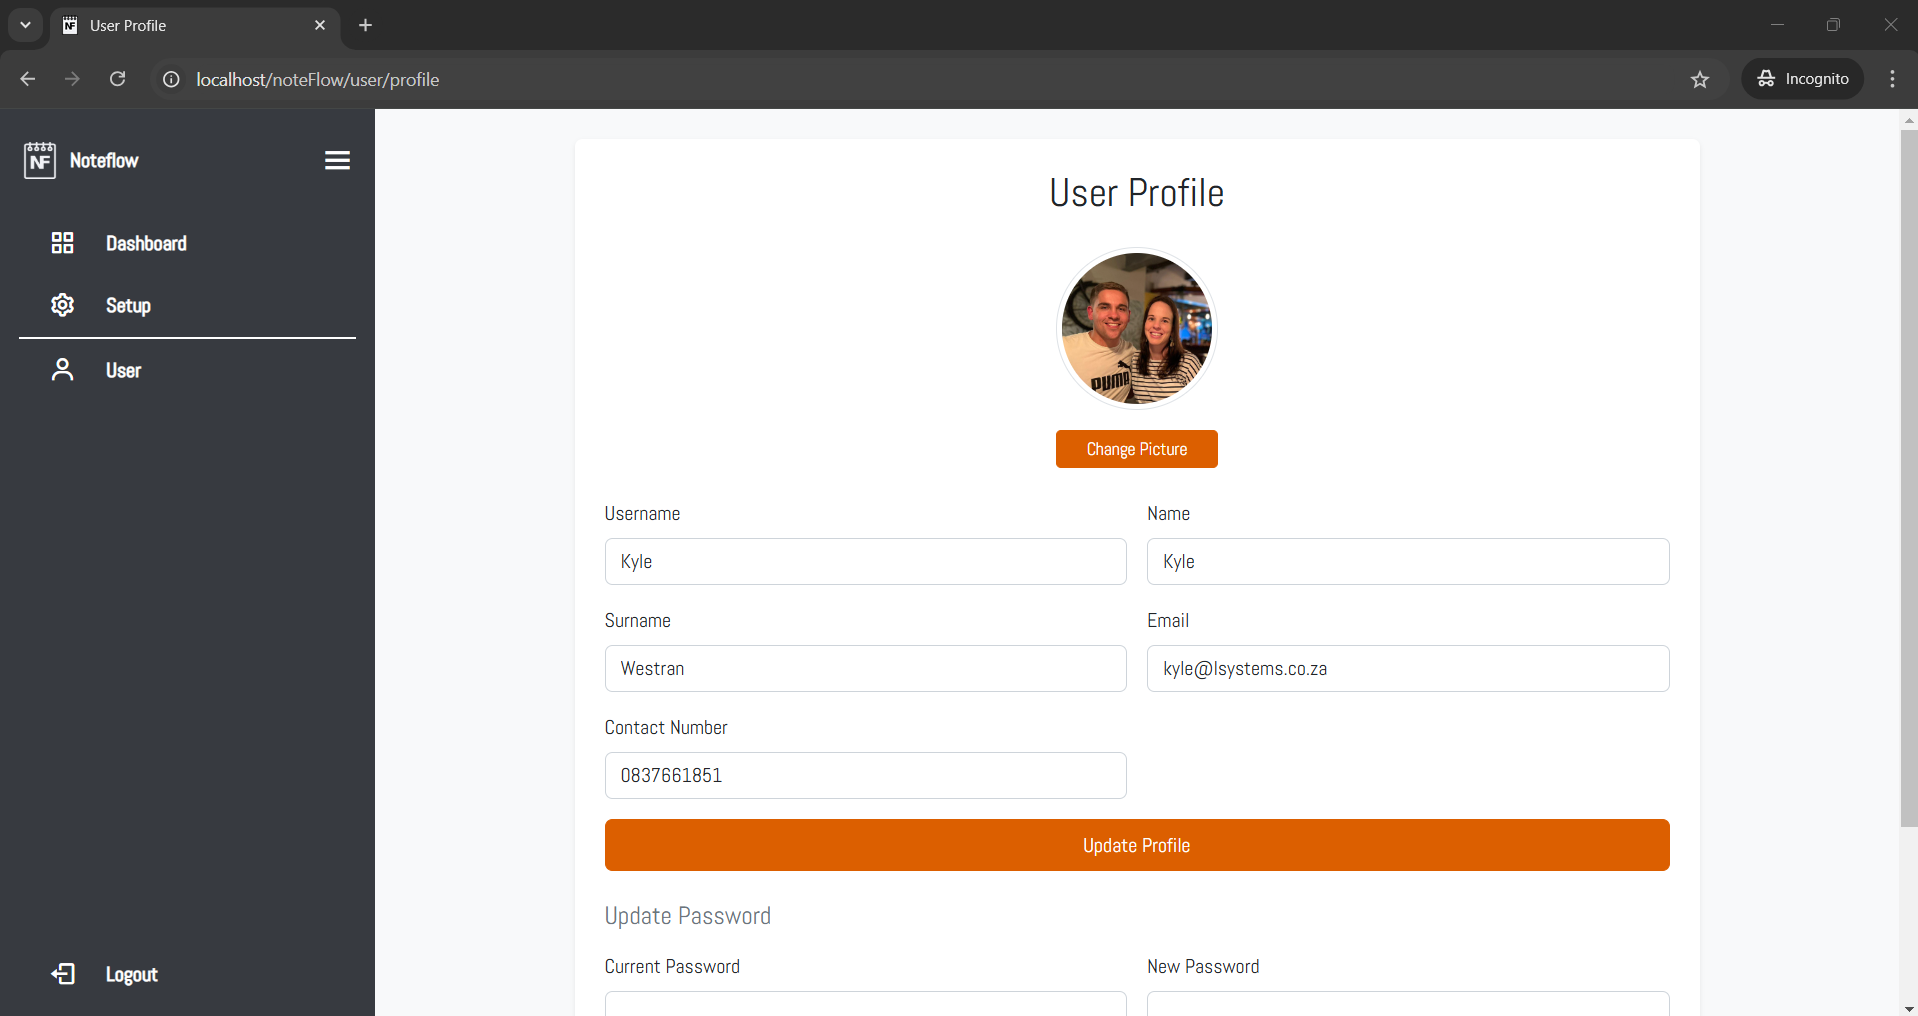 User Profile
localhost/noteFlow/user/profile
Incognito
NF Noteflow
Dashboard
Setup
User
Logout
User Profile
PUMA
Change Picture
Username
Name
Kyle
Kyle
Surname
Email
Westran
kyle@lsystems.co.za
Contact Number
0837661851
Update Profile
Update Password
Current Password
New Password